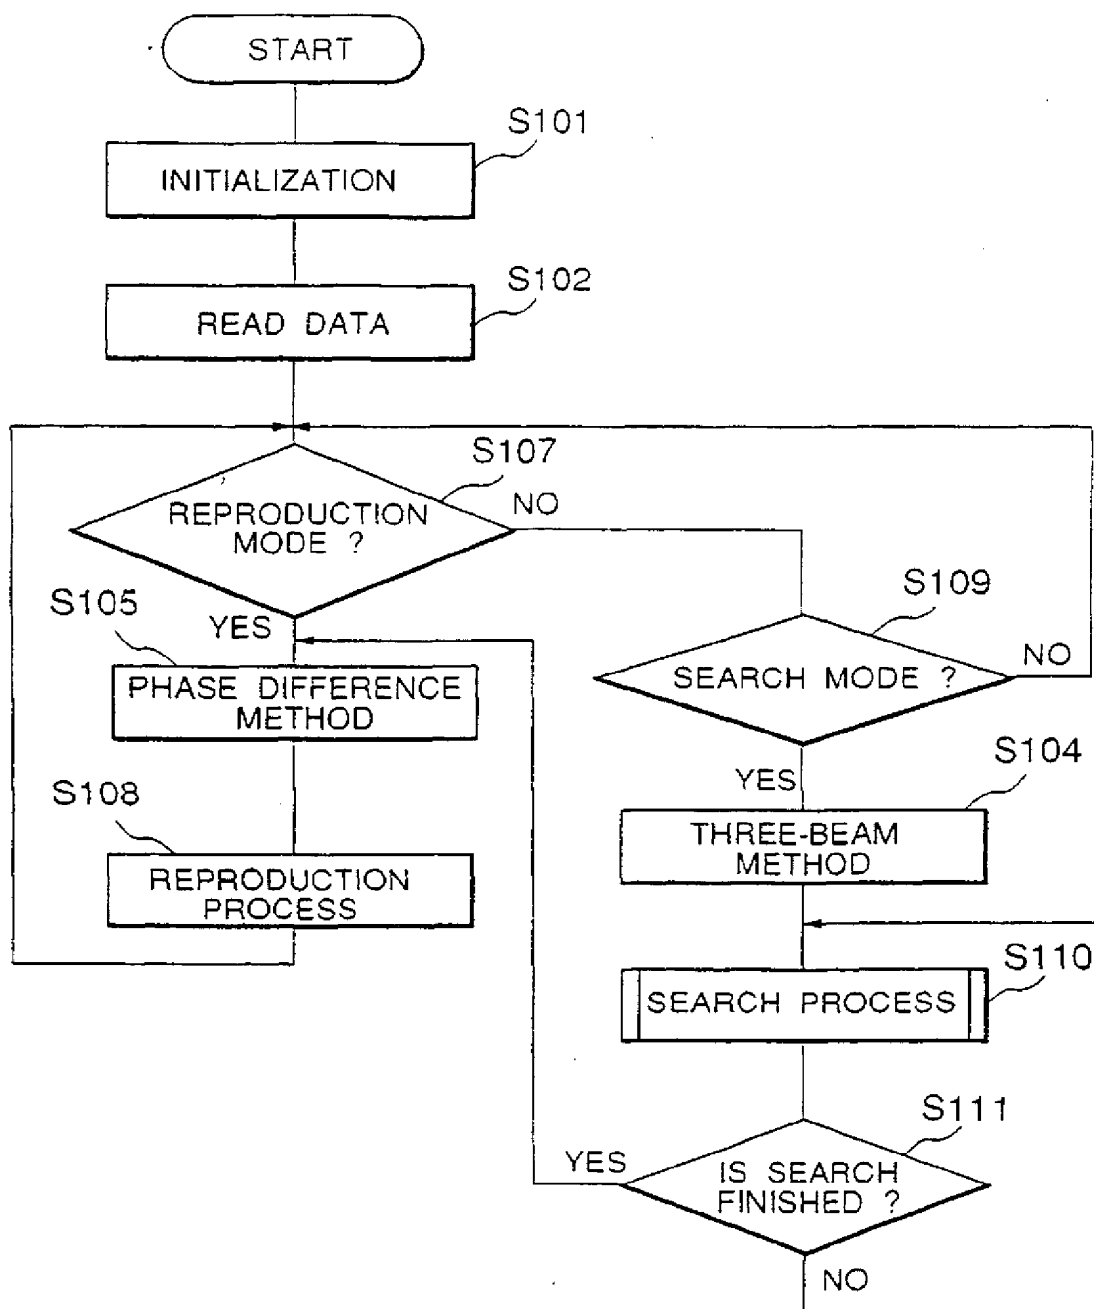 START
S101
INITIALIZATION
S102
READ DATA
S107
REPRODUCTION
MODE ?
NO
YES
S109
SEARCH MODE ?
NO
S105
PHASE DIFFERENCE
METHOD
YES
S104
THREE-BEAM
METHOD
S108
REPRODUCTION
PROCESS
S110
SEARCH PROCESS
S111
IS SEARCH
FINISHED ?
YES
NO